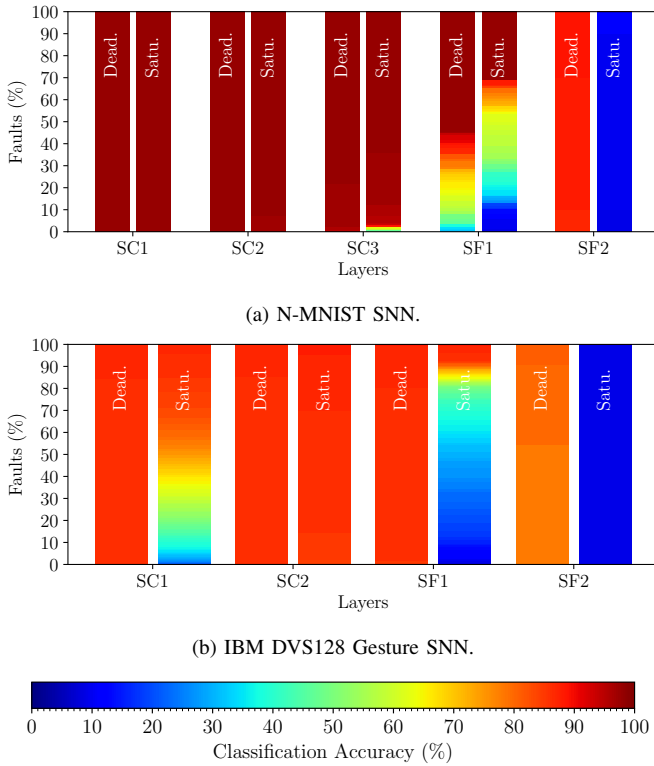 100
90
80
70
60
50
40
30
20
10
0
Faults (%)
Dead. Satu. Dead. Satu. Dead. Satu. Dead. Satu. Dead. Satu.
SC1 SC2 SC3 SF1 SF2
Layers
(a) N-MNIST SNN.
100
90
80
70
60
50
40
30
20
10
0
Faults (%)
Dead. Satu. Dead. Satu. Dead. Satu. Dead. Satu.
SC1 SC2 SF1 SF2
Layers
(b) IBM DVS128 Gesture SNN.
0 10 20 30 40 50 60 70 80 90 100
Classification Accuracy (%)